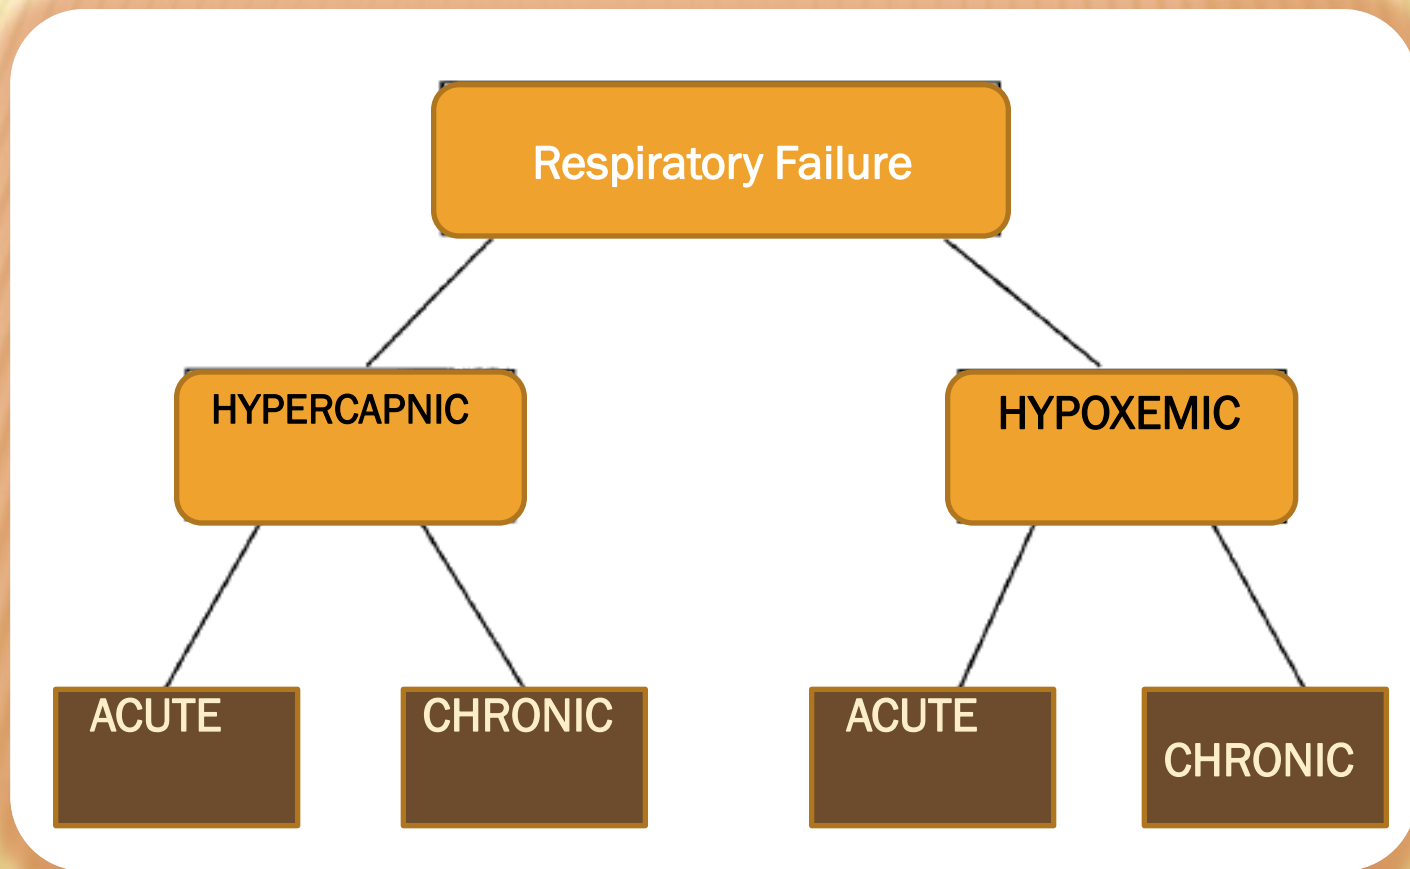 Respiratory Failure
HYPERCAPNIC
HYPOXEMIC
ACUTE
CHRONIC
ACUTE
CHRONIC